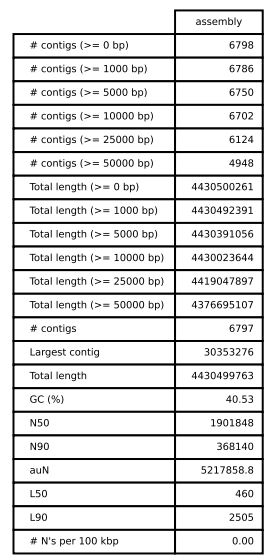 assembly
# contigs (>= 0 bp) 6798
# contigs (>= 1000 bp) 6786
# contigs (>= 5000 bp) 6750
# contigs (>= 10000 bp) 6702
# contigs (>= 25000 bp) 6124
# contigs (>= 50000 bp) 4948
Total length (>= 0 bp) 4430500261
Total length (>= 1000 bp) 4430492391
Total length (>= 5000 bp) 4430391056
Total length (>= 10000 bp) 4430023644
Total length (>= 25000 bp) 4419047897
Total length (>= 50000 bp) 4376695107
# contigs 6797
Largest contig 30353276
Total length 4430499763
GC (%) 40.53
N50 1901848
N90 368140
auN 5217858.8
L50 460
L90 2505
# N's per 100 kbp 0.00